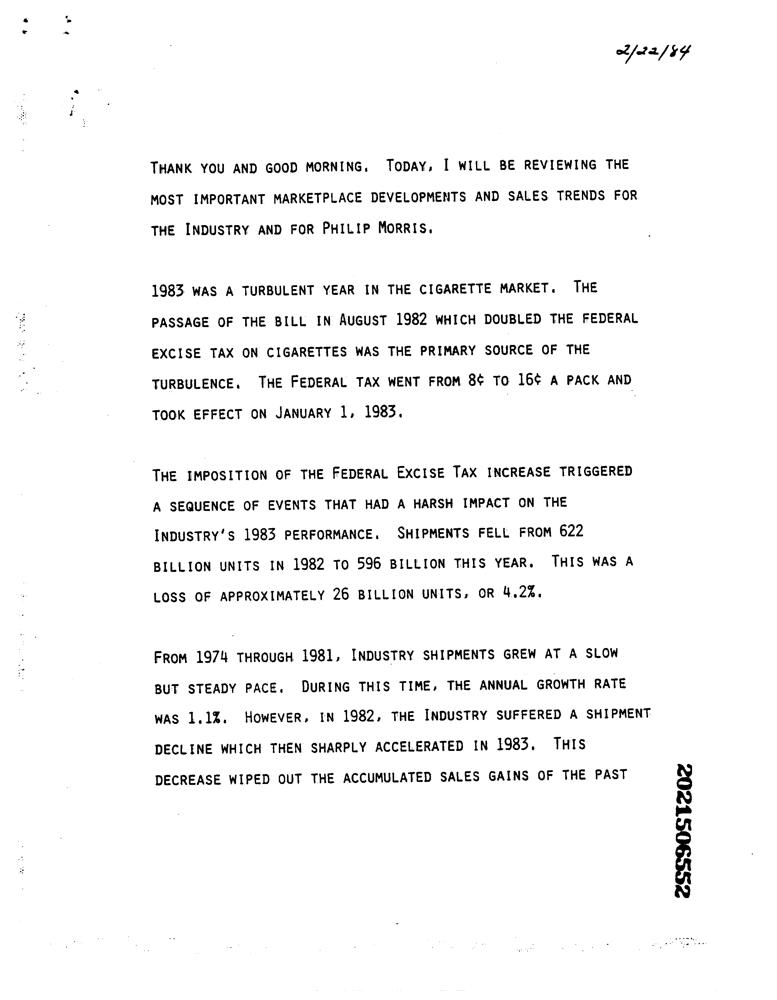 2/22/84
THANK YOU AND GOOD MORNING. TODAY, I WILL BE REVIEWING THE
MOST IMPORTANT MARKETPLACE DEVELOPMENTS AND SALES TRENDS FOR
THE INDUSTRY AND FOR PHILIP MORRIS.
1983 WAS A TURBULENT YEAR IN THE CIGARETTE MARKET. THE
PASSAGE OF THE BILL IN AUGUST 1982 WHICH DOUBLED THE FEDERAL
EXCISE TAX ON CIGARETTES WAS THE PRIMARY SOURCE OF THE
TURBULENCE. THE FEDERAL TAX WENT FROM 8¢ TO 16¢ A PACK AND
TOOK EFFECT ON JANUARY 1, 1983.
THE IMPOSITION OF THE FEDERAL EXCISE TAX INCREASE TRIGGERED
A SEQUENCE OF EVENTS THAT HAD A HARSH IMPACT ON THE
INDUSTRY'S 1983 PERFORMANCE. SHIPMENTS FELL FROM 622
BILLION UNITS IN 1982 TO 596 BILLION THIS YEAR. THIS WAS A
LOSS OF APPROXIMATELY 26 BILLION UNITS, OR 4.2%.
FROM 1974 THROUGH 1981, INDUSTRY SHIPMENTS GREW AT A SLOW
BUT STEADY PACE. DURING THIS TIME, THE ANNUAL GROWTH RATE
WAS 1.1%. HOWEVER, IN 1982, THE INDUSTRY SUFFERED A SHIPMENT
DECLINE WHICH THEN SHARPLY ACCELERATED IN 1983. THIS
DECREASE WIPED OUT THE ACCUMULATED SALES GAINS OF THE PAST
2021506552